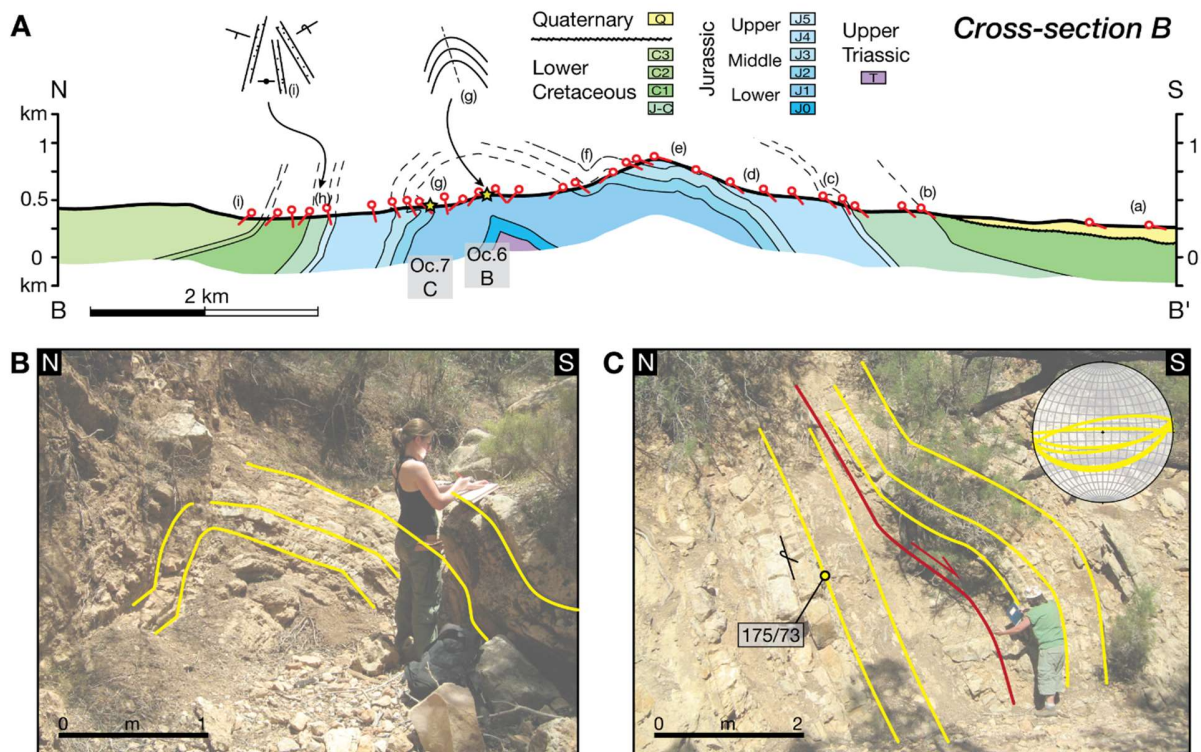 A
Quaternary Q
Lower
Cretaceous
C3
C2
C1
J-C
Jurassic
Upper
Middle
Lower
J5
J4
J3
J2
J1
J0
Upper
Triassic
T
Cross-section B
(i)
(g)
N
S
km
1
0.5
0
km
1
0
(i)
(h)
(g)
(f)
(e)
(d)
(c)
(b)
(a)
Oc.7
C
Oc.6
B
B
B'
2 km
B
N
S
0 m 1
C
N
S
175/73
0 m 2